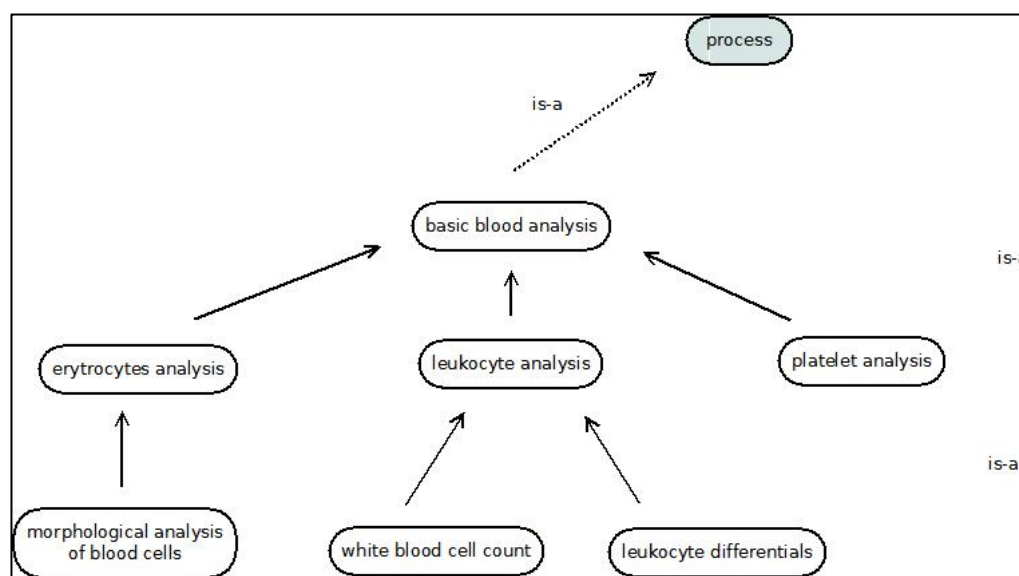 process
is-a
basic blood analysis
is-a
erytrocytes analysis
leukocyte analysis
platelet analysis
is-a
morphological analysis
of blood cells
white blood cell count
leukocyte differentials